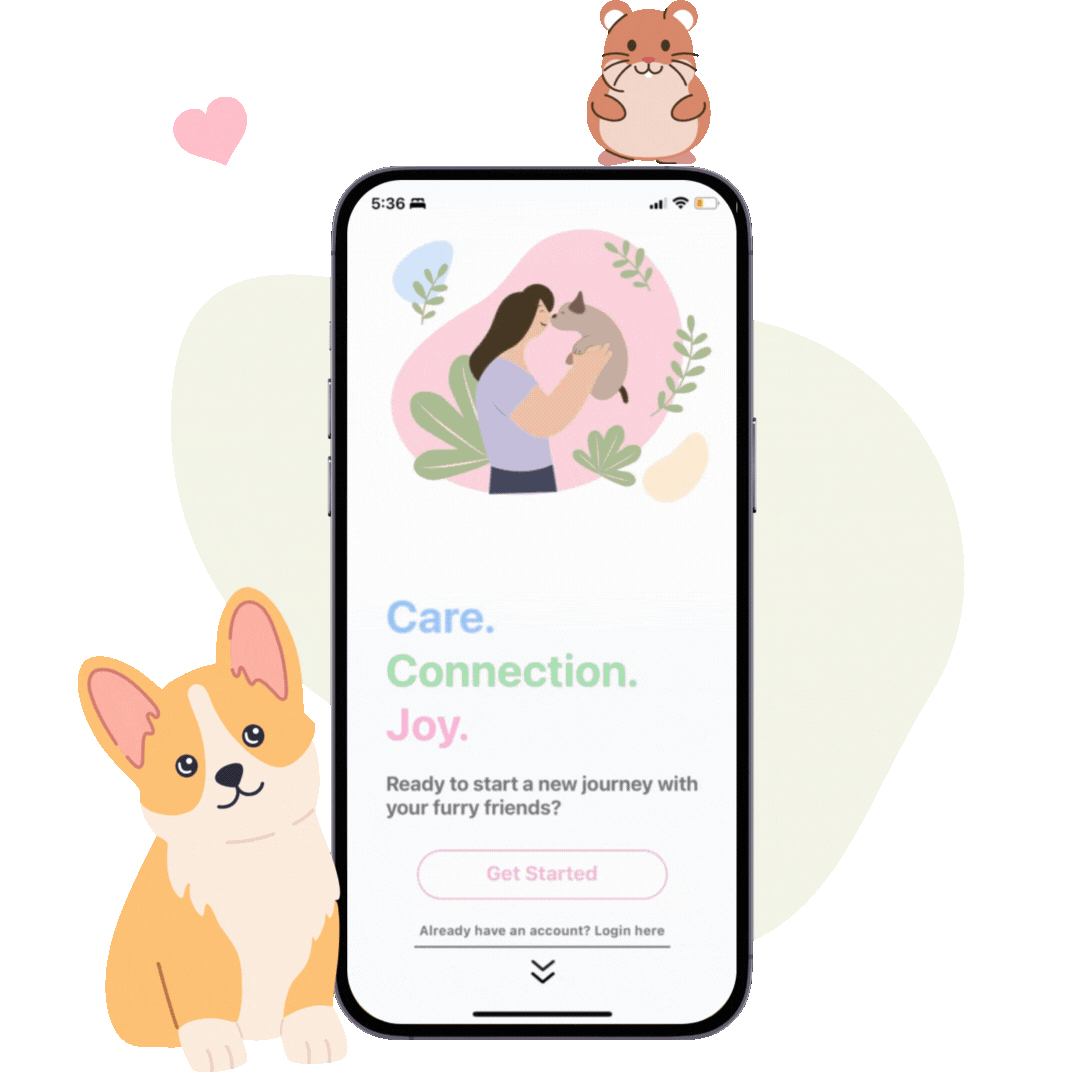 5:36
Care.
Connection.
Joy.
Ready to start a new journey with
your furry friends?
Get Started
Already have an account? Login here